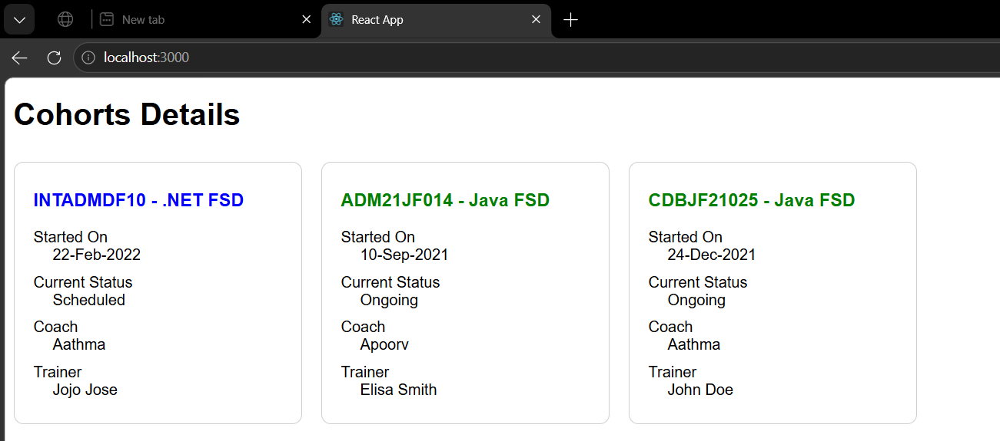 New tab
React App
localhost:3000
Cohorts Details
INTADMDF10 - .NET FSD
Started On
22-Feb-2022
Current Status
Scheduled
Coach
Aathma
Trainer
Jojo Jose
ADM21JF014 - Java FSD
Started On
10-Sep-2021
Current Status
Ongoing
Coach
Apoorv
Trainer
Elisa Smith
CDBJF21025 - Java FSD
Started On
24-Dec-2021
Current Status
Ongoing
Coach
Aathma
Trainer
John Doe